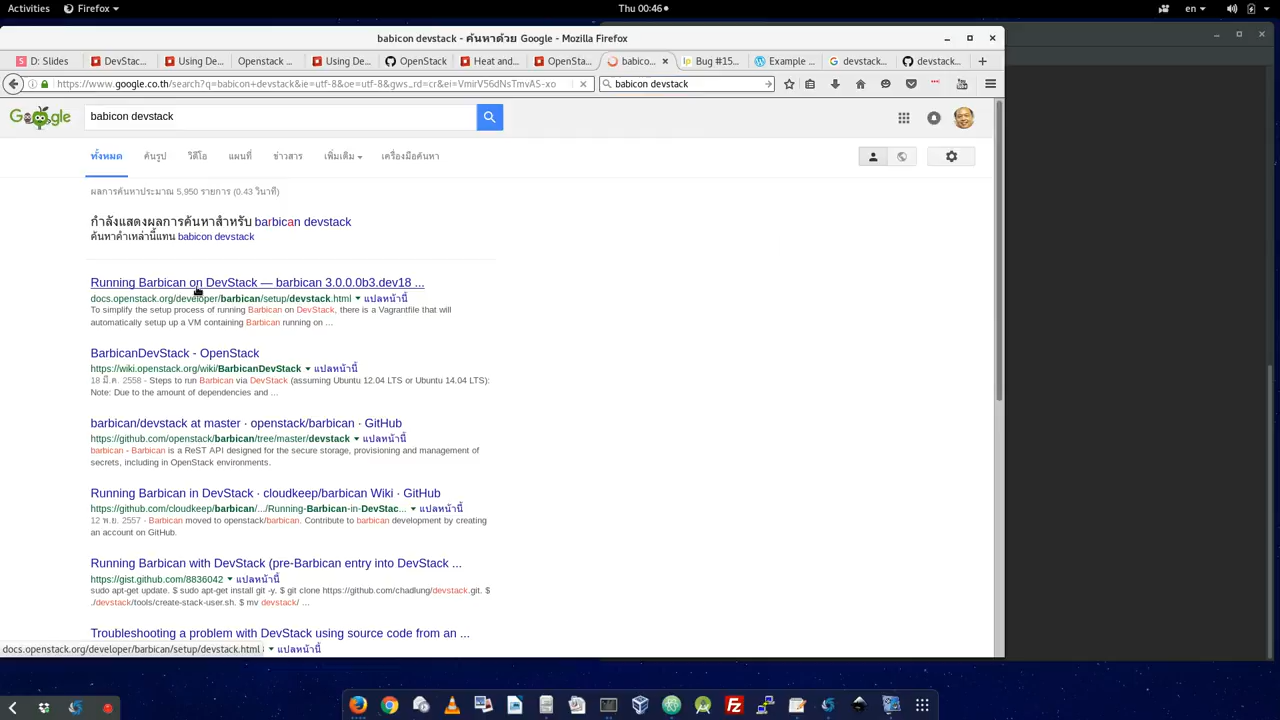 Activities
Firefox
Thu 00:46
en
babicon devstack - ค้นหาด้วย Google - Mozilla Firefox
D: Slides
DevStac...
Using De...
Openstack ...
Using De...
OpenStack
Heat and...
OpenSta...
babico...
Bug #15...
Example ...
devstack...
devstack...
https://www.google.co.th/search?q=babicon+devstack&ie=utf-8&oe=utf-8&gws_rd=cr&ei=VmirV56dNsTmvAS-xo
babicon devstack
Google
babicon devstack
ทั้งหมด
ค้นรูป
วิดีโอ
แผนที่
ข่าวสาร
เพิ่มเติม
เครื่องมือค้นหา
ผลการค้นหาประมาณ 5,950 รายการ (0.43 วินาที)
กำลังแสดงผลการค้นหาสำหรับ barbican devstack
ค้นหาคำเหล่านี้แทน babicon devstack
Running Barbican on DevStack — barbican 3.0.0.0b3.dev18 ...
docs.openstack.org/developer/barbican/setup/devstack.html แปลหน้านี้
To simplify the setup process of running Barbican on DevStack, there is a Vagrantfile that will
automatically setup up a VM containing Barbican running on ...
BarbicanDevStack - OpenStack
https://wiki.openstack.org/wiki/BarbicanDevStack แปลหน้านี้
18 มี.ค. 2558 - Steps to run Barbican via DevStack (assuming Ubuntu 12.04 LTS or Ubuntu 14.04 LTS):
Note: Due to the amount of dependencies and ...
barbican/devstack at master · openstack/barbican · GitHub
https://github.com/openstack/barbican/tree/master/devstack แปลหน้านี้
barbican - Barbican is a ReST API designed for the secure storage, provisioning and management of
secrets, including in OpenStack environments.
Running Barbican in DevStack · cloudkeep/barbican Wiki · GitHub
https://github.com/cloudkeep/barbican/.../Running-Barbican-in-DevStac... แปลหน้านี้
12 พ.ย. 2557 - Barbican moved to openstack/barbican. Contribute to barbican development by creating
an account on GitHub.
Running Barbican with DevStack (pre-Barbican entry into DevStack ...
https://gist.github.com/8836042 แปลหน้านี้
sudo apt-get update. $ sudo apt-get install git -y. $ git clone https://github.com/chadlung/devstack.git. $
./devstack/tools/create-stack-user.sh. $ mv devstack/ ...
Troubleshooting a problem with DevStack using source code from an ...
docs.openstack.org/developer/barbican/setup/devstack.html แปลหน้านี้